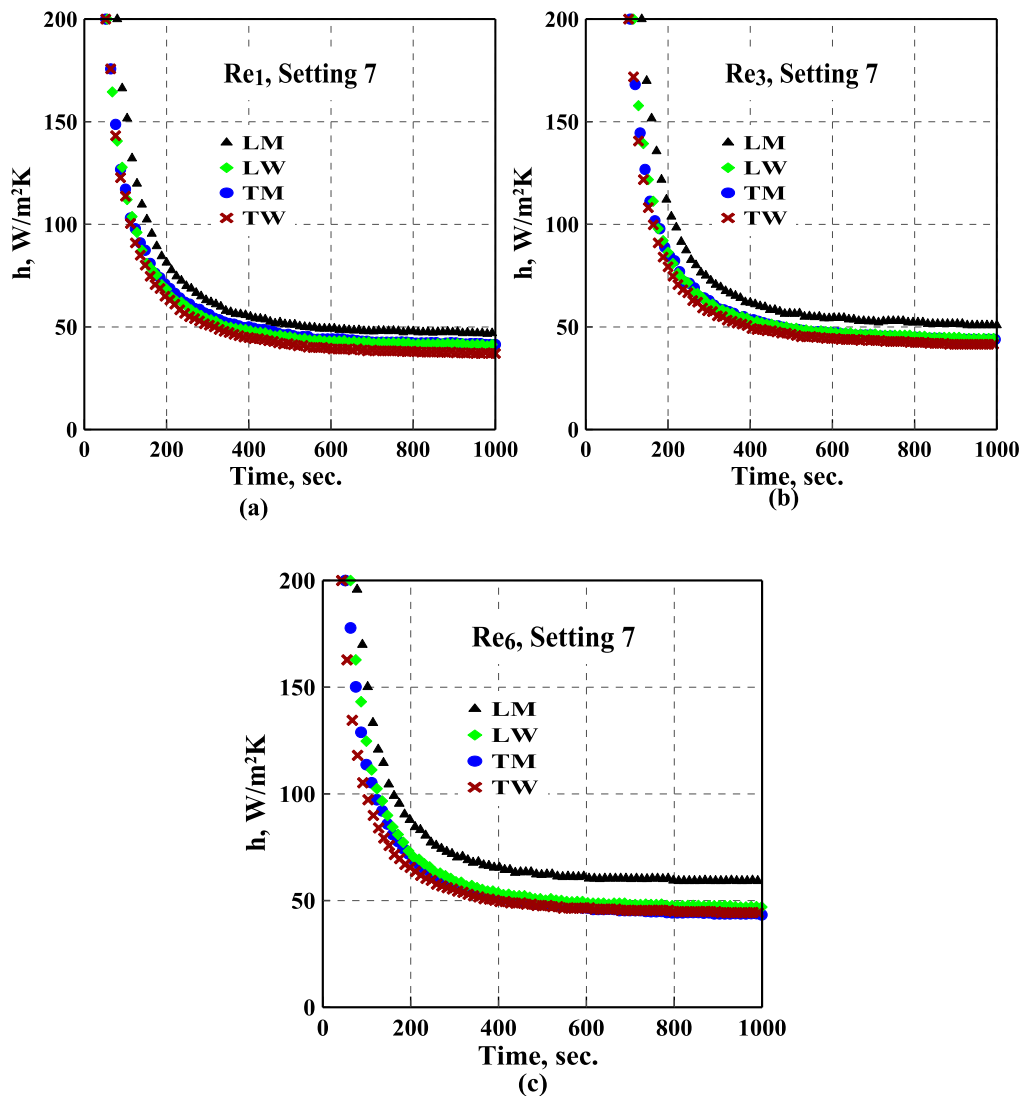 200
150
100
50
0
h, W/m²K
Re₁, Setting 7
LM
LW
TM
TW
0 200 400 600 800 1000
Time, sec.
(a)
200
150
100
50
0
h, W/m²K
Re₃, Setting 7
LM
LW
TM
TW
0 200 400 600 800 1000
Time, sec.
(b)
200
150
100
50
0
h, W/m²K
Re₆, Setting 7
LM
LW
TM
TW
0 200 400 600 800 1000
Time, sec.
(c)